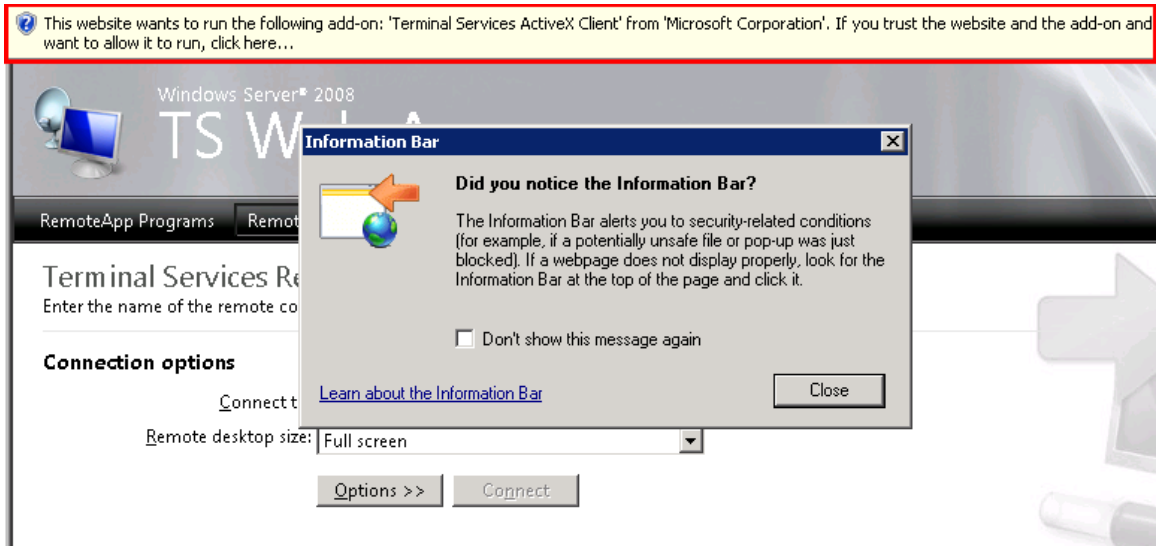 This website wants to run the following add-on: 'Terminal Services ActiveX Client' from 'Microsoft Corporation'. If you trust the website and the add-on and
want to allow it to run, click here...
Windows Server® 2008
TS W
Information Bar
Did you notice the Information Bar?
The Information Bar alerts you to security-related conditions
(for example, if a potentially unsafe file or pop-up was just
blocked). If a webpage does not display properly, look for the
Information Bar at the top of the page and click it.
Don't show this message again
Learn about the Information Bar
Close
RemoteApp Programs
Remot
Terminal Services Re
Enter the name of the remote co
Connection options
Connect t
Remote desktop size:
Full screen
Options >>
Connect